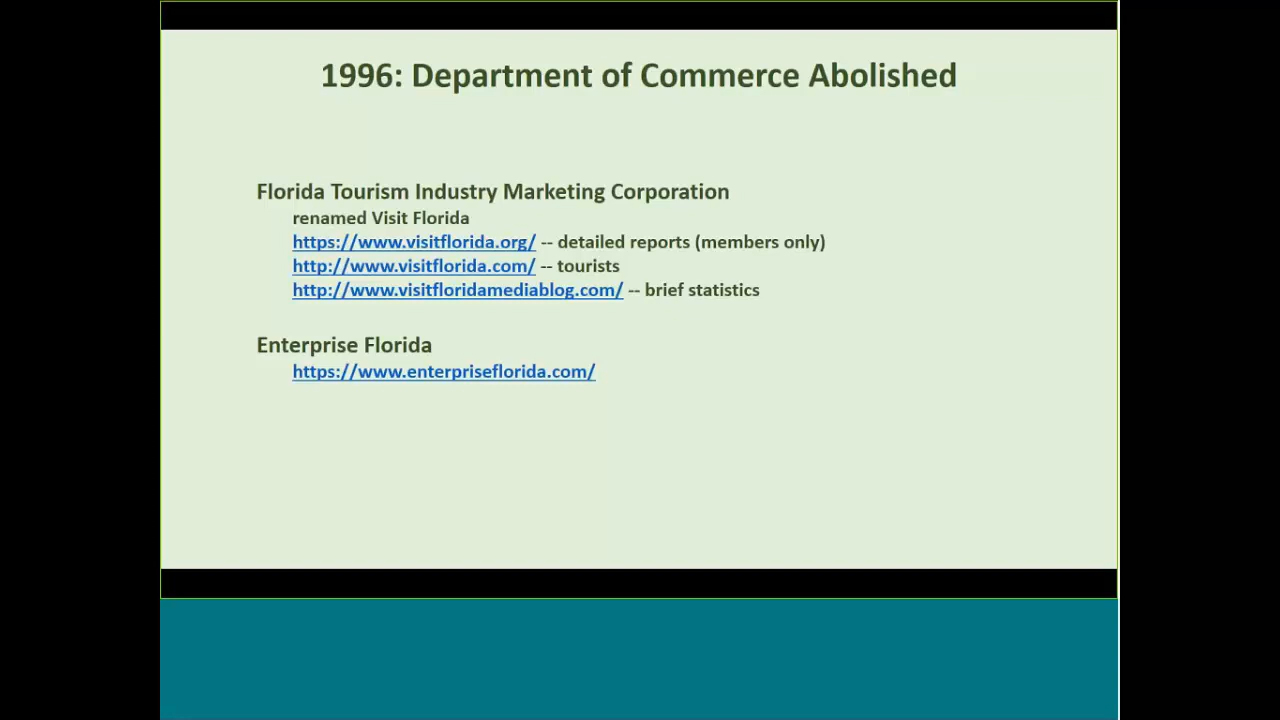 1996: Department of Commerce Abolished
Florida Tourism Industry Marketing Corporation
renamed Visit Florida
https://www.visitflorida.org/ -- detailed reports (members only)
http://www.visitflorida.com/ -- tourists
http://www.visitfloridamediablog.com/ -- brief statistics
Enterprise Florida
https://www.enterpriseflorida.com/